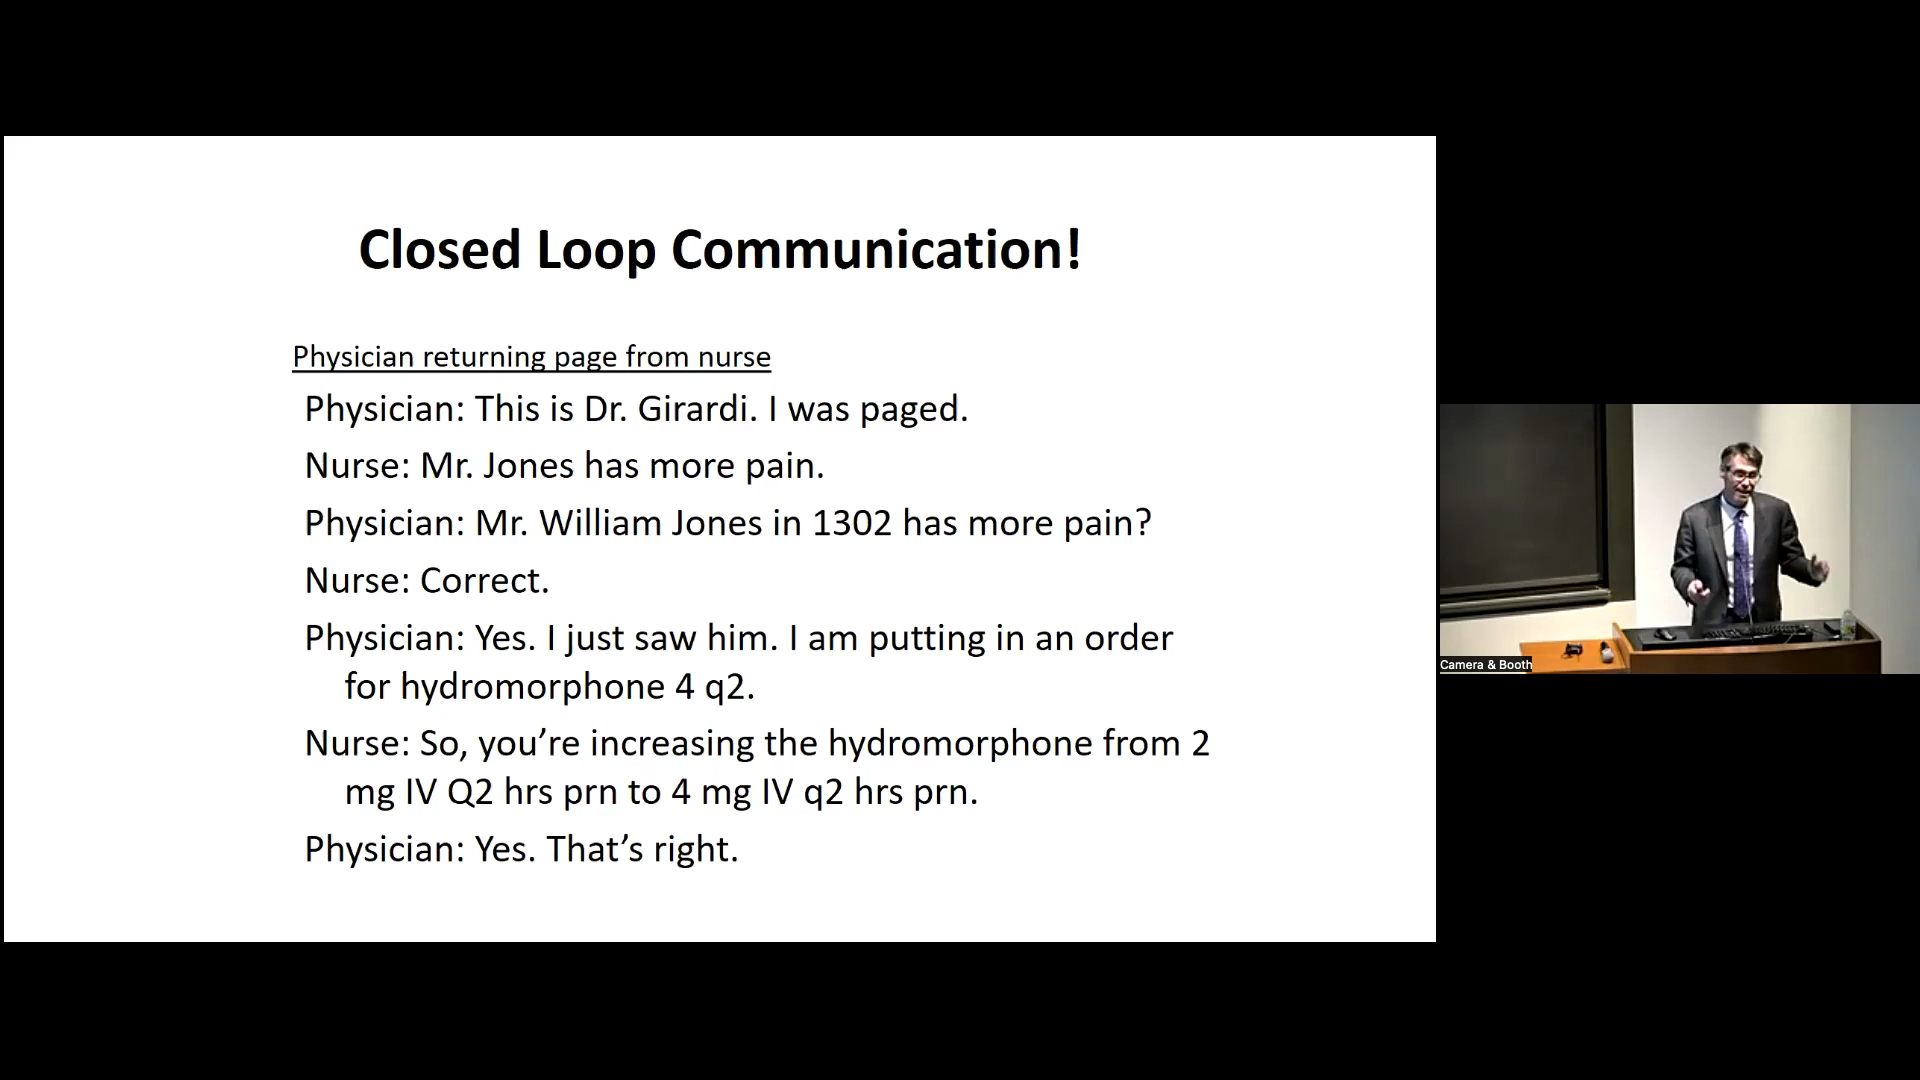 Closed Loop Communication!
Physician returning page from nurse
Physician: This is Dr. Girardi. I was paged.
Nurse: Mr. Jones has more pain.
Physician: Mr. William Jones in 1302 has more pain?
Nurse: Correct.
Physician: Yes. I just saw him. I am putting in an order
for hydromorphone 4 q2.
Nurse: So, you’re increasing the hydromorphone from 2
mg IV Q2 hrs prn to 4 mg IV q2 hrs prn.
Physician: Yes. That’s right.
Camera & Booth